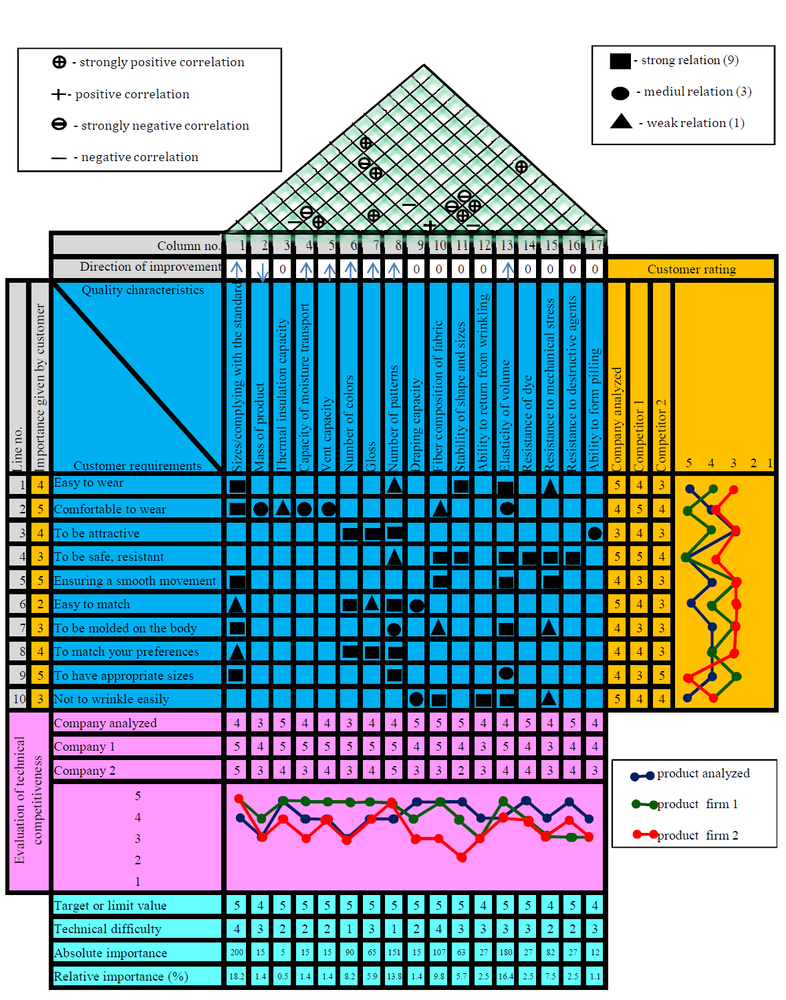 - strongly positive correlation
- positive correlation
- strongly negative correlation
- negative correlation
- strong relation (9)
- mediul relation (3)
- weak relation (1)
Column no. 1 2 3 4 5 6 7 8 9 10 11 12 13 14 15 16 17
Direction of improvement 0 0 0 0 0 0 0 0 0
Customer rating
Line no.
Importance given by customer
Quality characteristics
Customer requirements
Sizes/complying with the standard
Mass of product
Thermal insulation capacity
Capacity of moisture transport
Vent capacity
Number of colors
Gloss
Number of patterns
Draping capacity
Fiber composition of fabric
Stability of shape and sizes
Ability to return from wrinkling
Elasticity of volume
Resistance of dye
Resistance to mechanical stress
Resistance to destructive agents
Ability to form pilling
Company analyzed
Competitor 1
Competitor 2
5 4 3 2 1
1 4 Easy to wear 5 4 3
2 5 Comfortable to wear 4 5 4
3 4 To be attractive 3 4 3
4 3 To be safe, resistant 5 5 4
5 5 Ensuring a smooth movement 4 3 3
6 2 Easy to match 5 4 3
7 3 To be molded on the body 4 3 3
8 4 To match your preferences 4 4 3
9 5 To have appropriate sizes 4 3 5
10 3 Not to wrinkle easily 5 4 4
Evaluation of technical
competitiveness
Company analyzed 4 3 5 4 4 3 4 4 5 5 5 4 4 5 4 5 4
Company 1 5 4 5 5 5 5 5 5 4 5 4 3 5 4 3 4 4
Company 2 5 3 4 3 4 3 4 5 3 3 2 3 4 4 3 4 3
5
4
3
2
1
product analyzed
product firm 1
product firm 2
Target or limit value 5 4 5 5 5 5 5 5 5 5 5 4 5 5 4 5 4
Technical difficulty 4 3 2 2 2 1 3 1 2 4 3 3 3 3 2 2 3
Absolute importance 200 15 5 15 15 90 65 151 15 107 63 27 180 27 82 27 12
Relative importance (%) 18.2 1.4 0.5 1.4 1.4 8.2 5.9 13.8 1.4 9.8 5.7 2.5 16.4 2.5 7.5 2.5 1.1